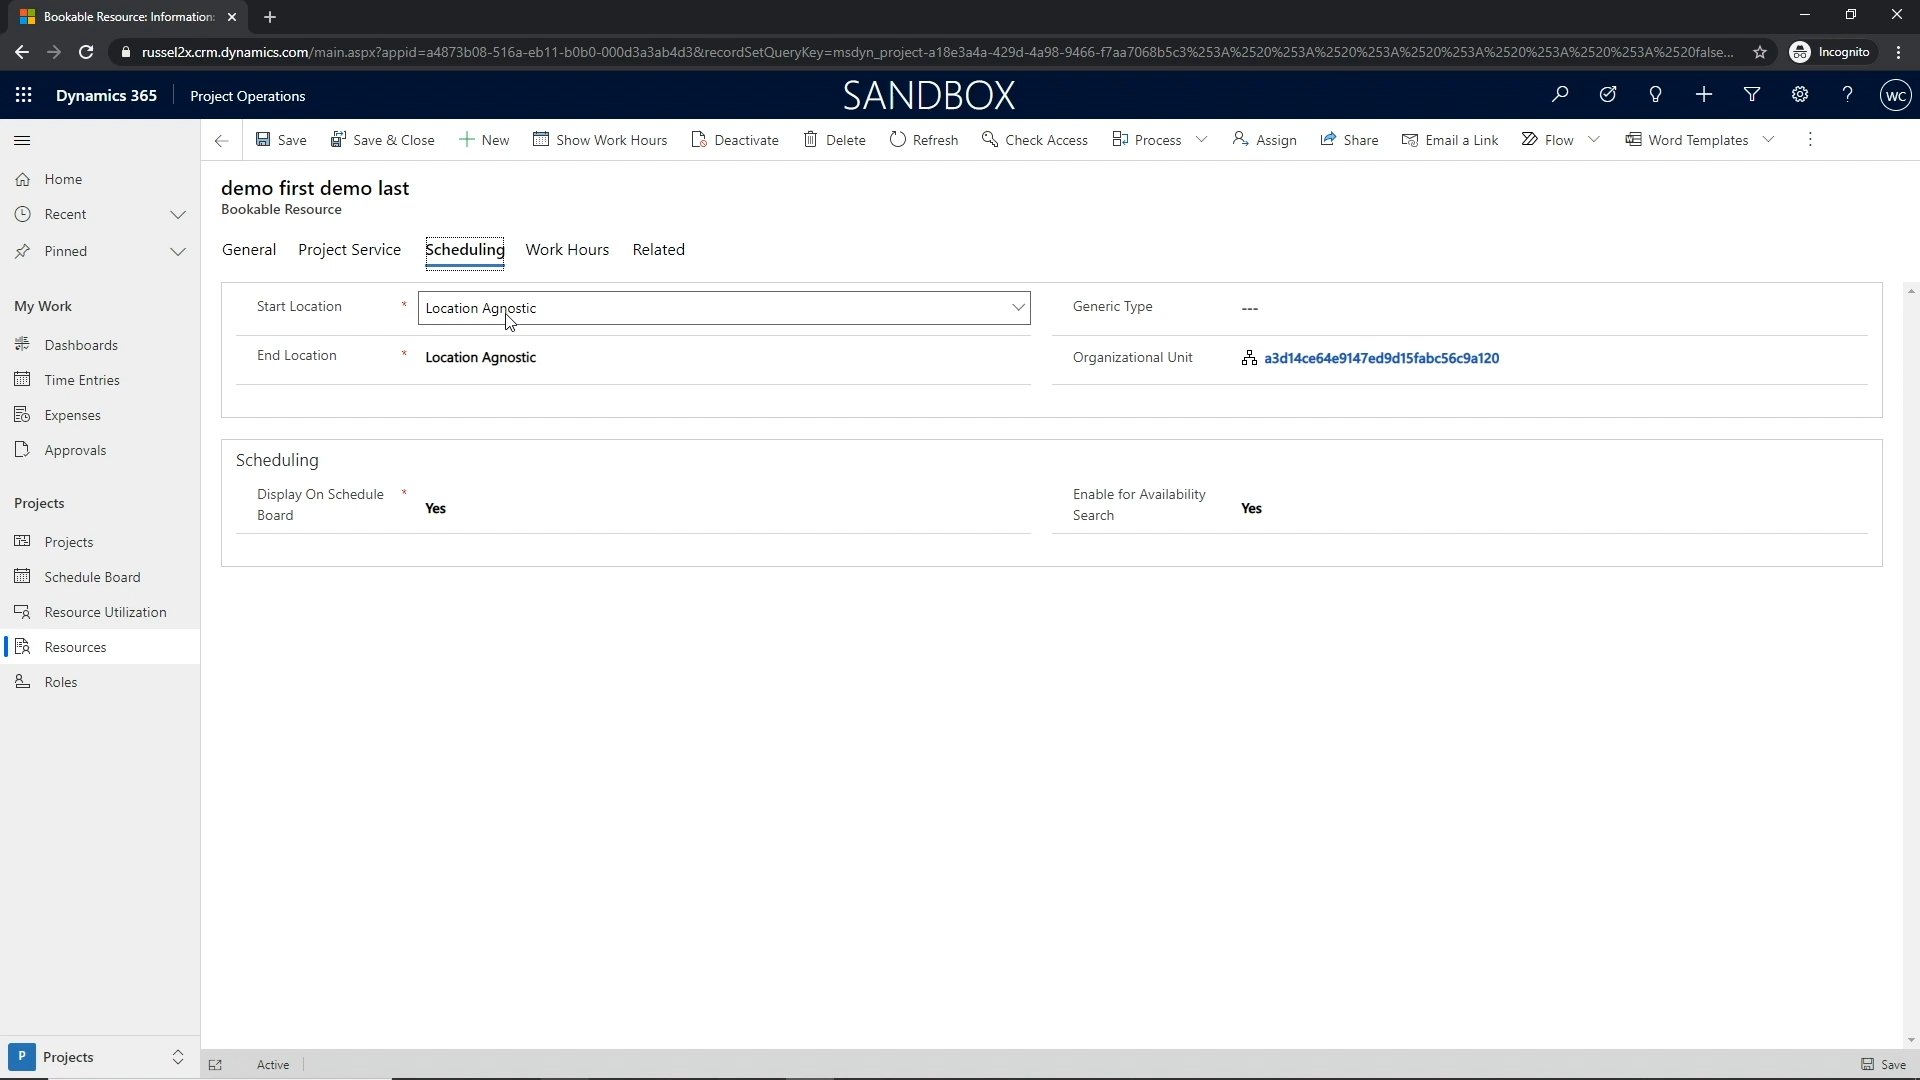 Bookable Resource: Information:
russel2x.crm.dynamics.com/main.aspx?appid=a4873b08-516a-eb11-b0b0-000d3a3ab4d3&recordSetQueryKey=msdyn_project-a18e3a4a-429d-4a98-9466-f7aa7068b5c3%253A%2520%253A%2520%253A%2520%253A%2520%253A%2520%253A%2520false...
Incognito
Dynamics 365
Project Operations
SANDBOX
WC
Save
Save & Close
New
Show Work Hours
Deactivate
Delete
Refresh
Check Access
Process
Assign
Share
Email a Link
Flow
Word Templates
Home
Recent
Pinned
My Work
Dashboards
Time Entries
Expenses
Approvals
Projects
Projects
Schedule Board
Resource Utilization
Resources
Roles
P Projects
demo first demo last
Bookable Resource
General
Project Service
Scheduling
Work Hours
Related
Start Location * Location Agnostic
Generic Type ---
End Location * Location Agnostic
Organizational Unit a3d14ce64e9147ed9d15fabc56c9a120
Scheduling
Display On Schedule *
Board
Yes
Enable for Availability
Search
Yes
Active
Save